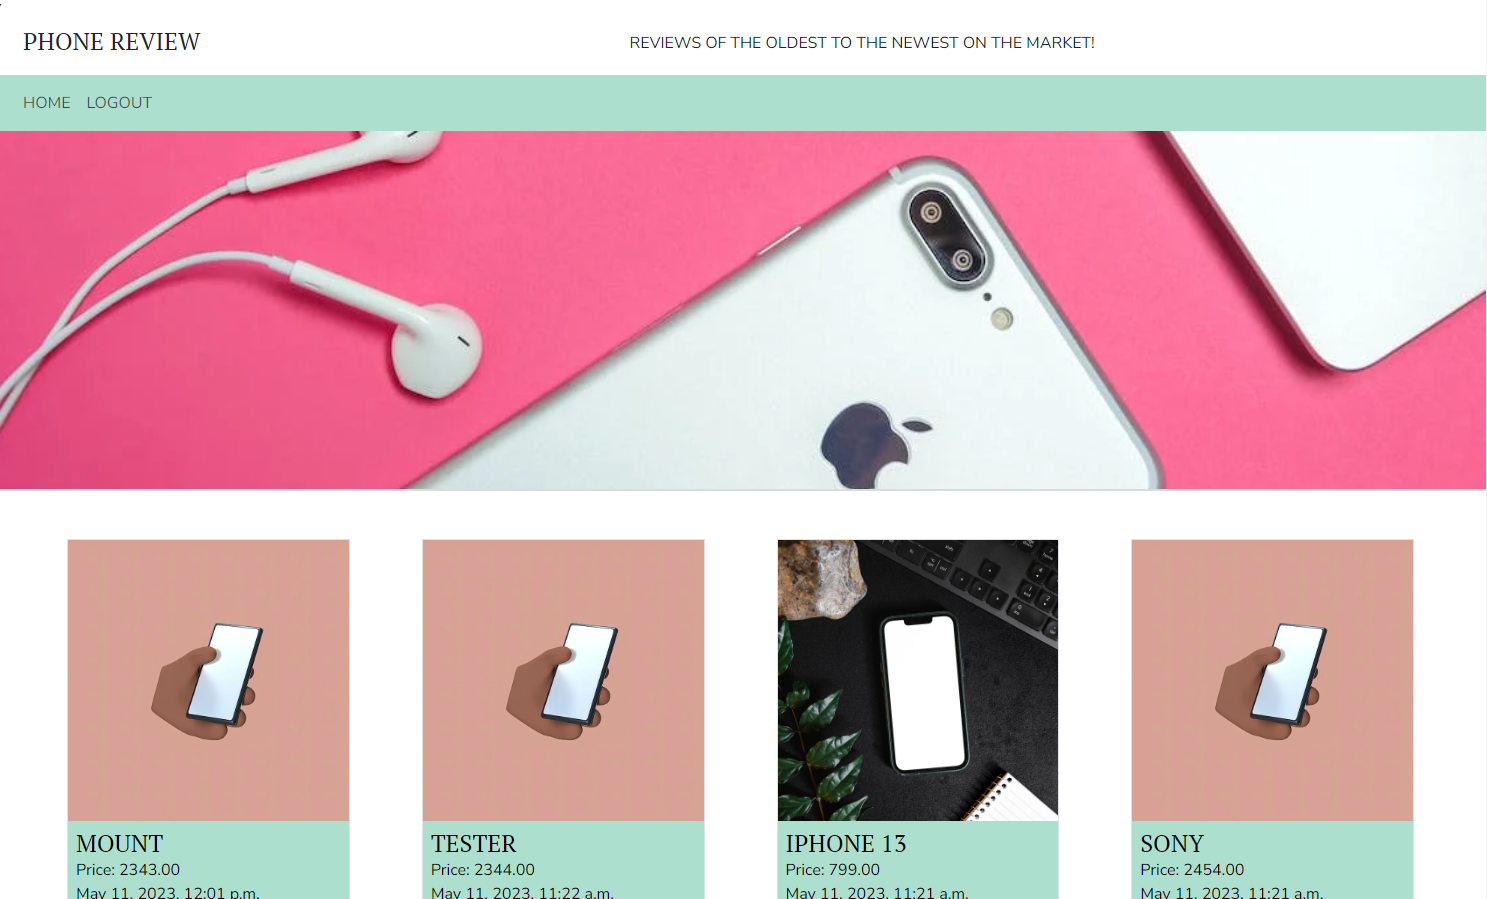 PHONE REVIEW
REVIEWS OF THE OLDEST TO THE NEWEST ON THE MARKET!
HOME LOGOUT
MOUNT
Price: 2343.00
May 11, 2023, 12:01 p.m.
TESTER
Price: 2344.00
May 11, 2023, 11:22 a.m.
IPHONE 13
Price: 799.00
May 11, 2023, 11:21 a.m.
SONY
Price: 2454.00
May 11, 2023, 11:21 a.m.